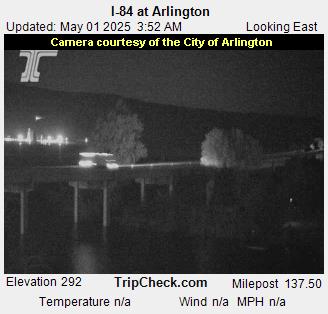 I-84 at Arlington
Updated: May 01 2025 3:52 AM Looking East
Camera courtesy of the City of Arlington
Elevation 292 TripCheck.com Milepost 137.50
Temperature n/a Wind n/a MPH n/a